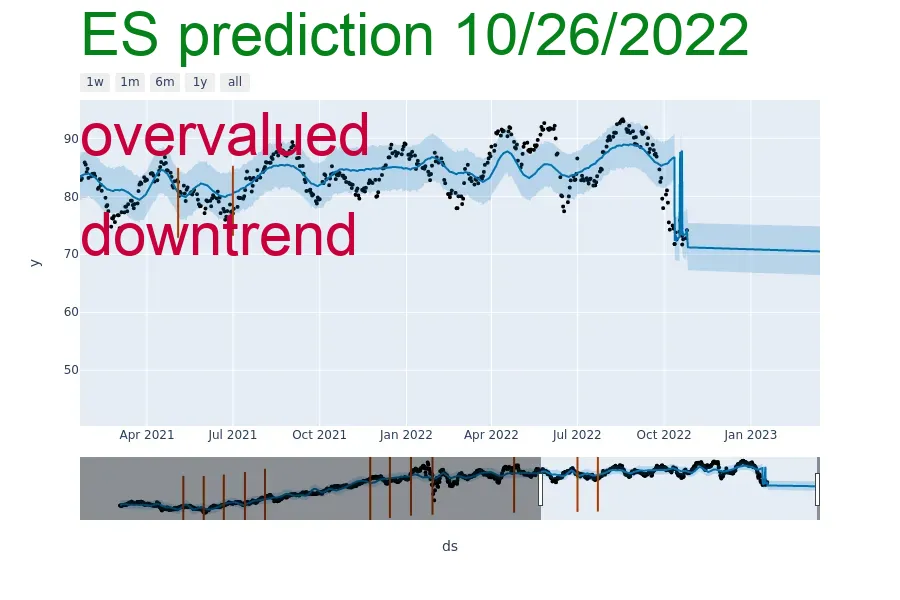 ES prediction 10/26/2022
1w 1m 6m 1y all
overvalued
downtrend
90
80
70
60
50
y
Apr 2021 Jul 2021 Oct 2021 Jan 2022 Apr 2022 Jul 2022 Oct 2022 Jan 2023
ds